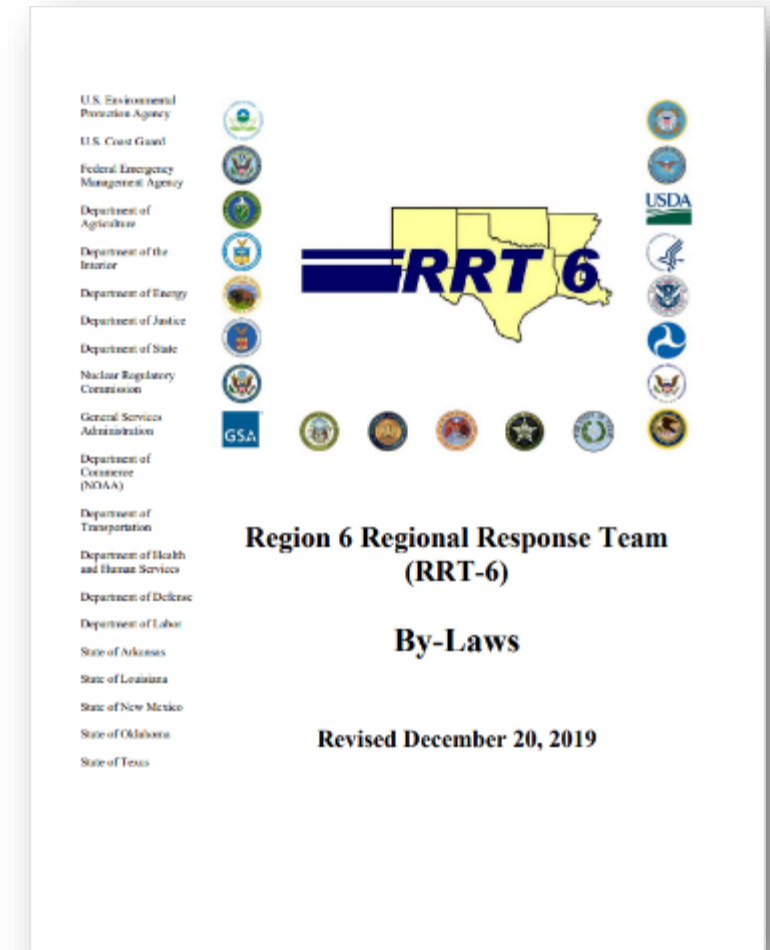 U.S. Environmental
Protection Agency
U.S. Coast Guard
Federal Emergency
Management Agency
Department of
Agriculture
Department of the
Interior
Department of Energy
Department of Justice
Department of State
Nuclear Regulatory
Commission
General Services
Administration
Department of
Commerce
(NOAA)
Department of
Transportation
Department of Health
and Human Services
Department of Defense
Department of Labor
State of Arkansas
State of Louisiana
State of New Mexico
State of Oklahoma
State of Texas
USDA
RRT 6
GSA
Region 6 Regional Response Team
(RRT-6)
By-Laws
Revised December 20, 2019